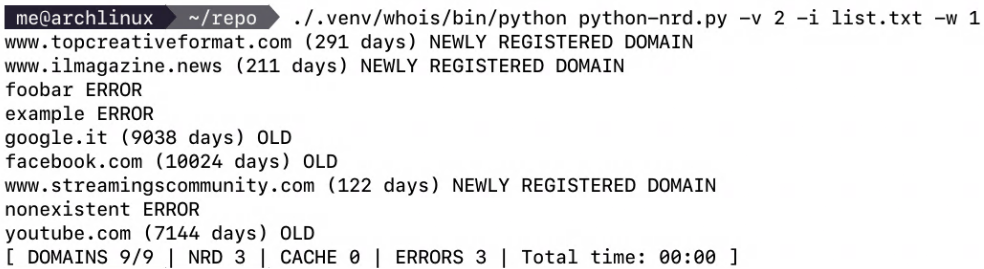 me@archlinux ~/repo ./.venv/whois/bin/python python-nrd.py -v 2 -i list.txt -w 1
www.topcreativeformat.com (291 days) NEWLY REGISTERED DOMAIN
www.ilmagazine.news (211 days) NEWLY REGISTERED DOMAIN
foobar ERROR
example ERROR
google.it (9038 days) OLD
facebook.com (10024 days) OLD
www.streamingscommunity.com (122 days) NEWLY REGISTERED DOMAIN
nonexistent ERROR
youtube.com (7144 days) OLD
[ DOMAINS 9/9 | NRD 3 | CACHE 0 | ERRORS 3 | Total time: 00:00 ]